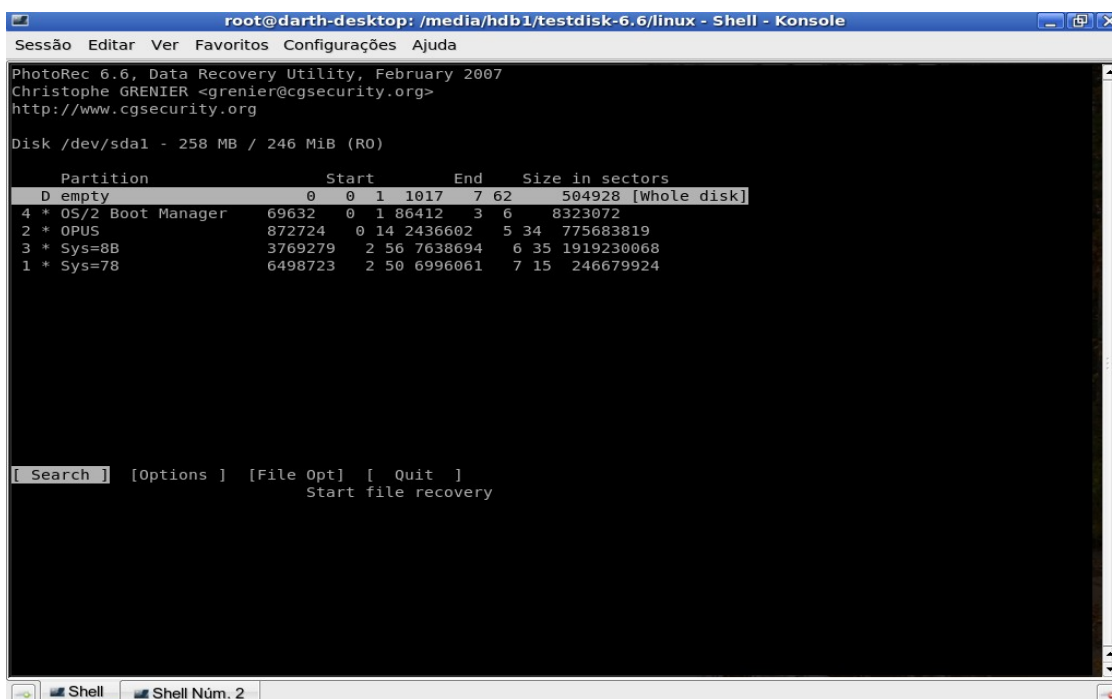 root@darth-desktop: /media/hdb1/testdisk-6.6/linux - Shell - Konsole
Sessão Editar Ver Favoritos Configurações Ajuda
PhotoRec 6.6, Data Recovery Utility, February 2007
Christophe GRENIER <grenier@cgsecurity.org>
http://www.cgsecurity.org
Disk /dev/sda1 - 258 MB / 246 MiB (RO)
Partition Start End Size in sectors
D empty 0 0 1 1017 7 62 504928 [Whole disk]
4 * OS/2 Boot Manager 69632 0 1 86412 3 6 8323072
2 * OPUS 872724 0 14 2436602 5 34 775683819
3 * Sys=8B 3769279 2 56 7638694 6 35 1919230068
1 * Sys=78 6498723 2 50 6996061 7 15 246679924
[ Search ] [Options ] [File Opt] [ Quit ]
Start file recovery
Shell Shell Núm. 2